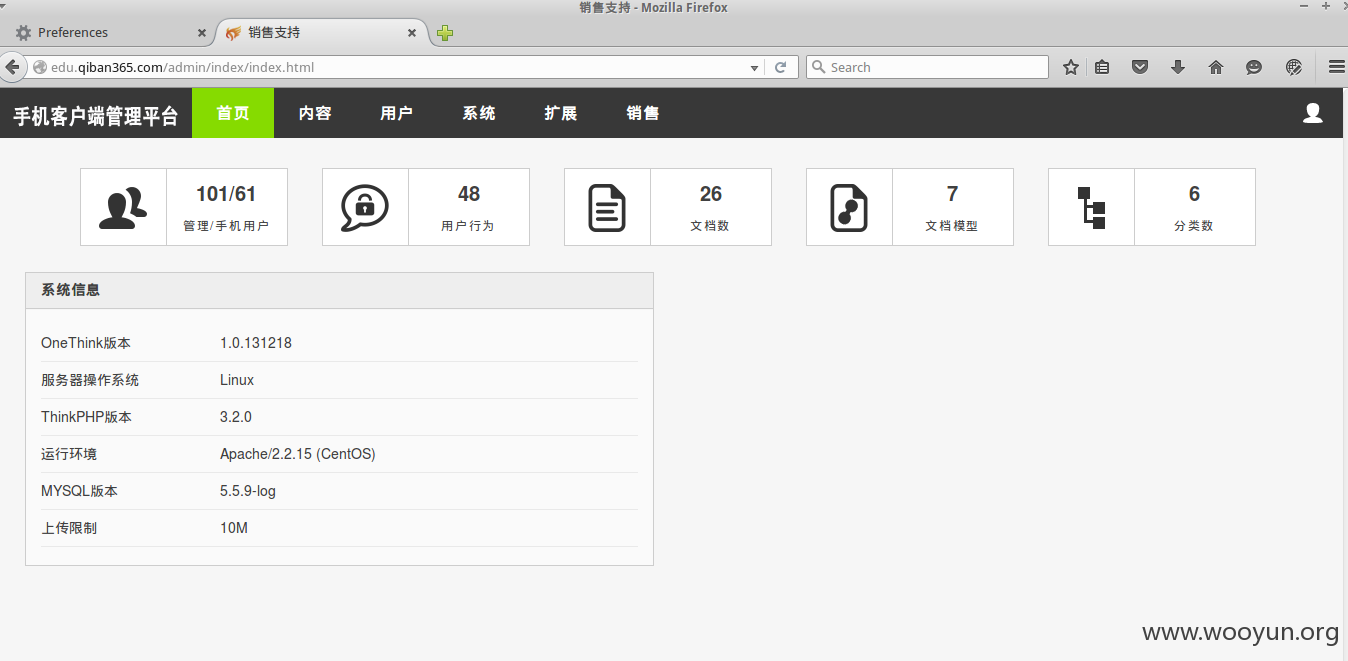 销售支持 - Mozilla Firefox
Preferences
销售支持
edu.qiban365.com/admin/index/index.html
Search
手机客户端管理平台 首页 内容 用户 系统 扩展 销售
101/61
管理/手机用户
48
用户行为
26
文档数
7
文档模型
6
分类数
系统信息
OneThink版本 1.0.131218
服务器操作系统 Linux
ThinkPHP版本 3.2.0
运行环境 Apache/2.2.15 (CentOS)
MYSQL版本 5.5.9-log
上传限制 10M
www.wooyun.org